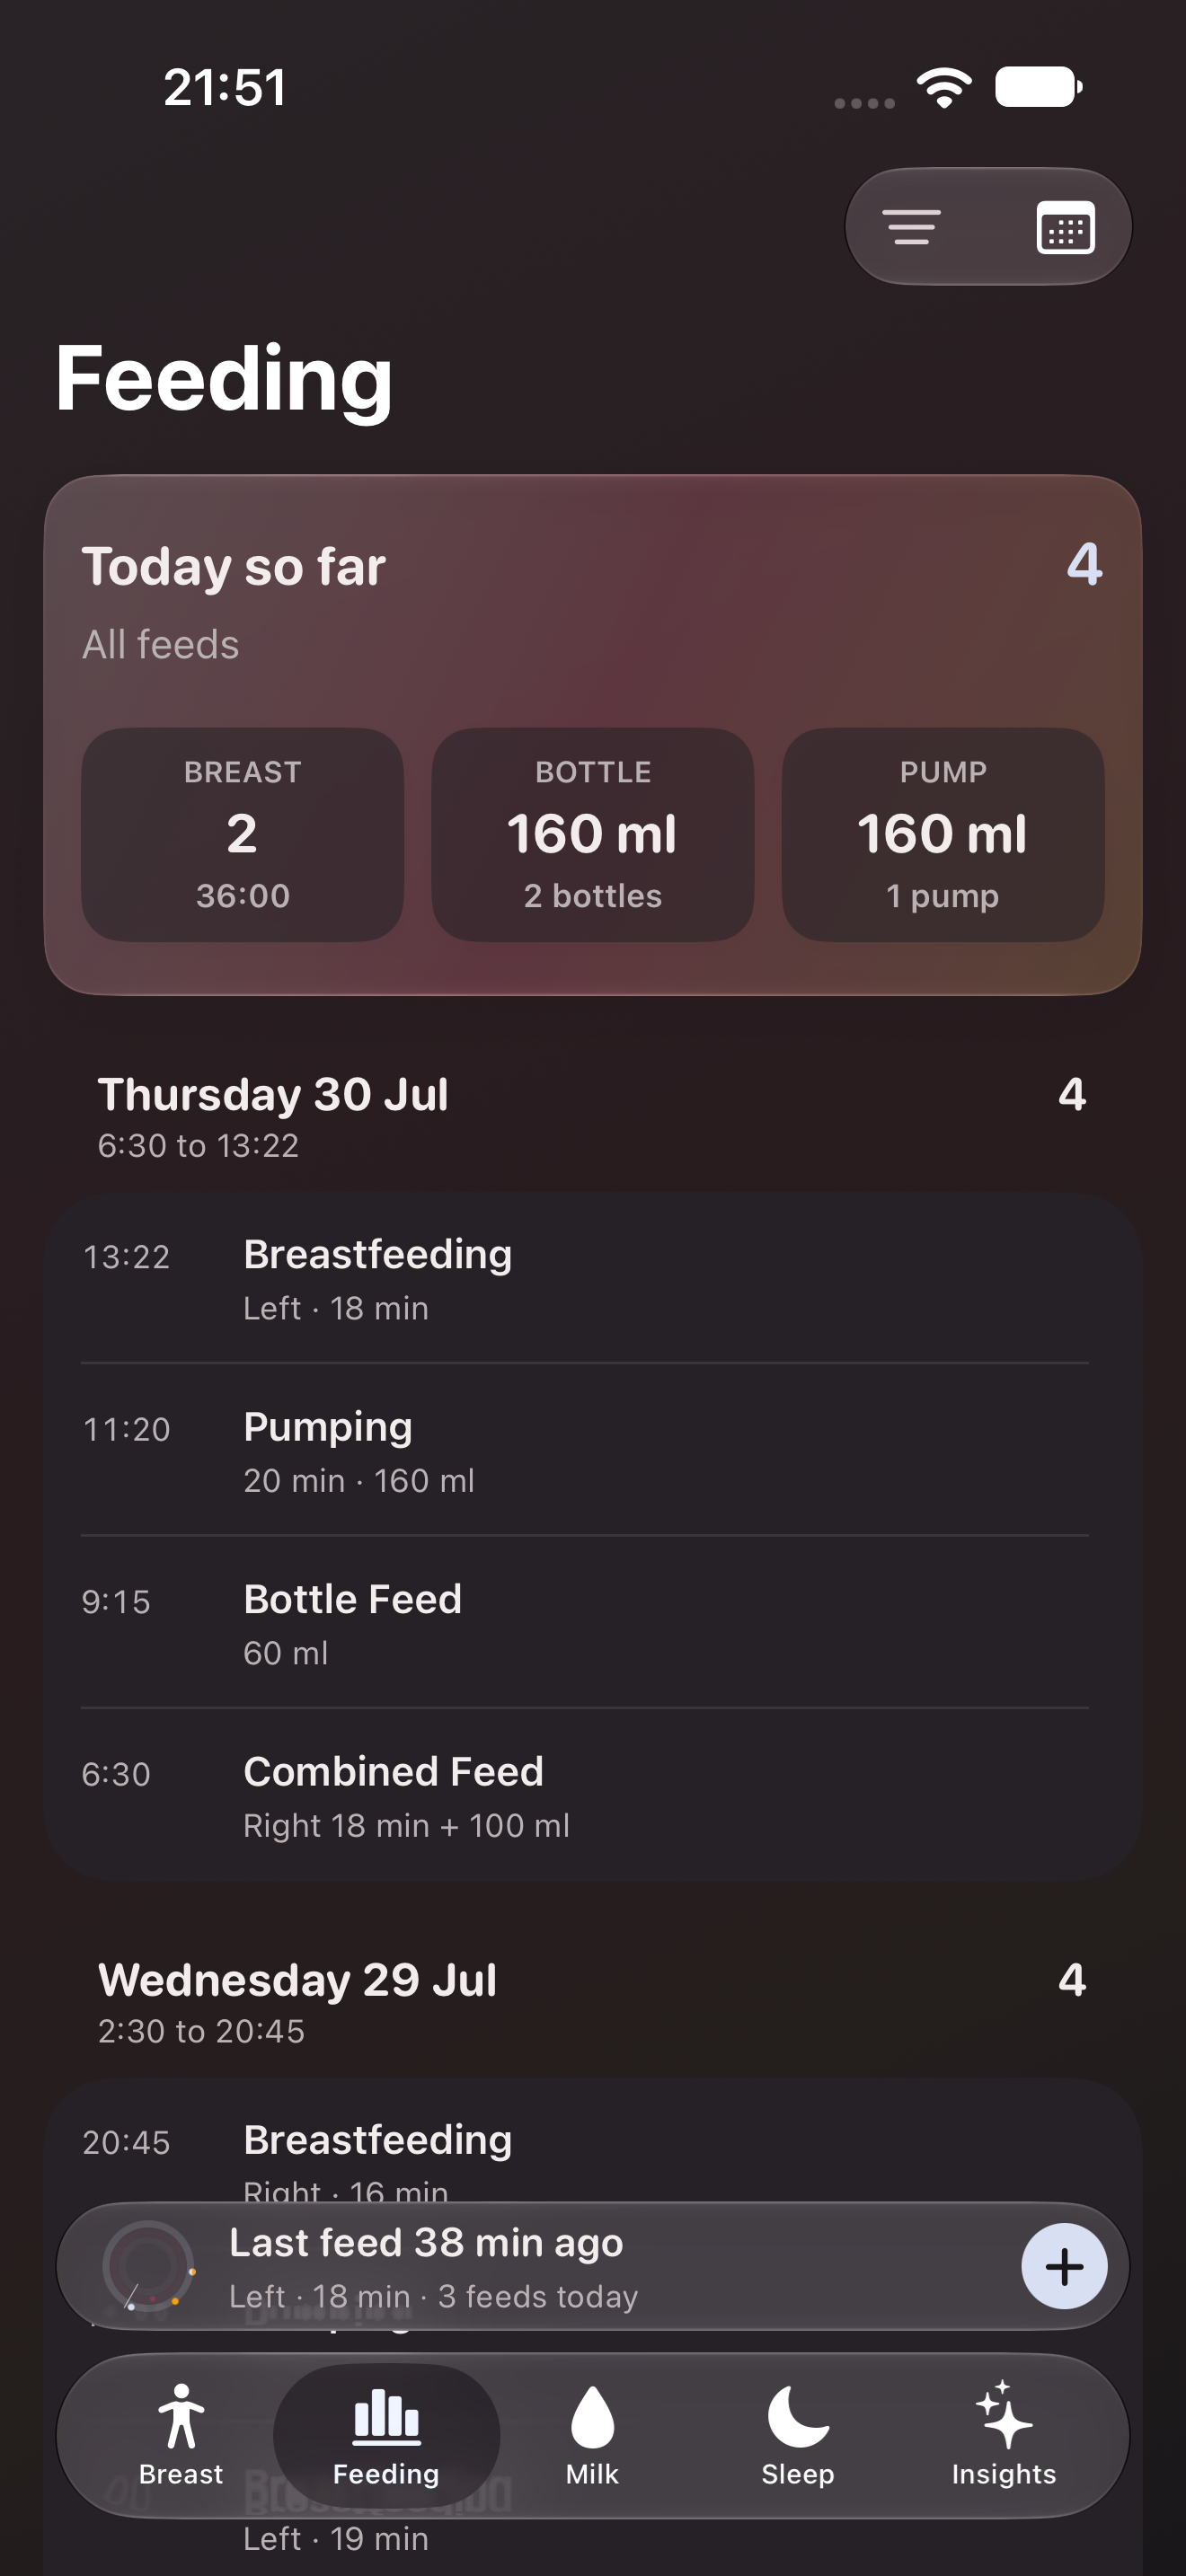 21:51
Feeding
Today so far
4
All feeds
BREAST
2
36:00
BOTTLE
160 ml
2 bottles
PUMP
160 ml
1 pump
Thursday 30 Jul
4
6:30 to 13:22
13:22
Breastfeeding
Left · 18 min
11:20
Pumping
20 min · 160 ml
9:15
Bottle Feed
60 ml
6:30
Combined Feed
Right 18 min + 100 ml
Wednesday 29 Jul
4
2:30 to 20:45
20:45
Breastfeeding
Right · 16 min
Last feed 38 min ago
Left · 18 min · 3 feeds today
Breast
Feeding
Milk
Sleep
Insights
Left · 19 min